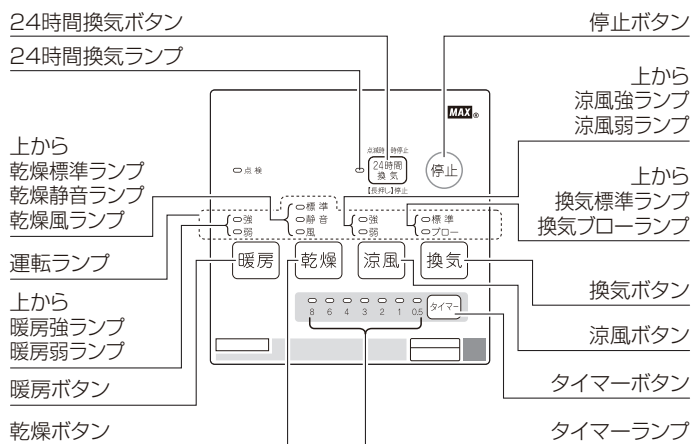 24時間換気ボタン
停止ボタン
24時間換気ランプ
上から
涼風強ランプ
涼風弱ランプ
上から
乾燥標準ランプ
乾燥静音ランプ
乾燥風ランプ
上から
換気標準ランプ
換気ブローランプ
運転ランプ
上から
暖房強ランプ
暖房弱ランプ
換気ボタン
涼風ボタン
暖房ボタン
タイマーボタン
乾燥ボタン
タイマーランプ
MAX®
点検
点滅時一時停止
24時間
換気
【長押し】停止
停止
強
弱
標準
静音
風
強
弱
標準
ブロー
暖房
乾燥
涼風
換気
8 6 4 3 2 1 0.5
タイマー